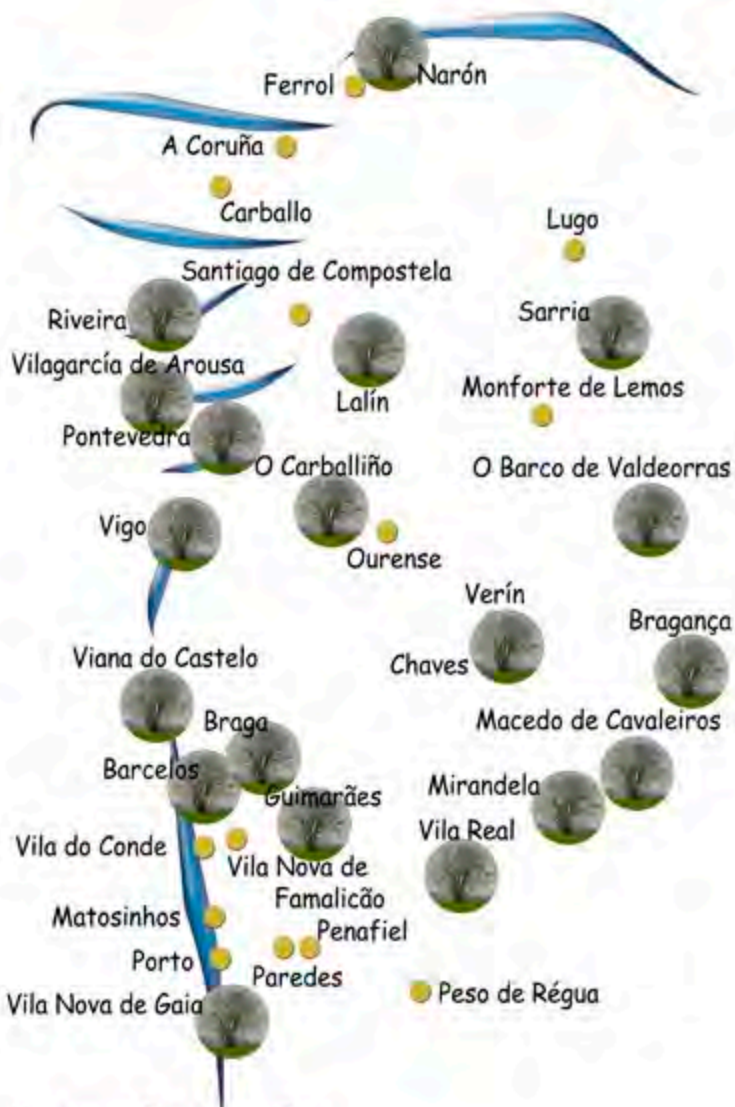 Narón
Ferrol
A Coruña
Carballo
Lugo
Santiago de Compostela
Riveira
Sarria
Vilagarcía de Arousa
Lalín
Monforte de Lemos
Pontevedra
O Carballiño
O Barco de Valdeorras
Vigo
Ourense
Verín
Bragança
Viana do Castelo
Chaves
Braga
Macedo de Cavaleiros
Barcelos
Mirandela
Guimarães
Vila Real
Vila do Conde
Vila Nova de
Famalicão
Matosinhos
Penafiel
Porto
Paredes
Vila Nova de Gaia
Peso de Régua